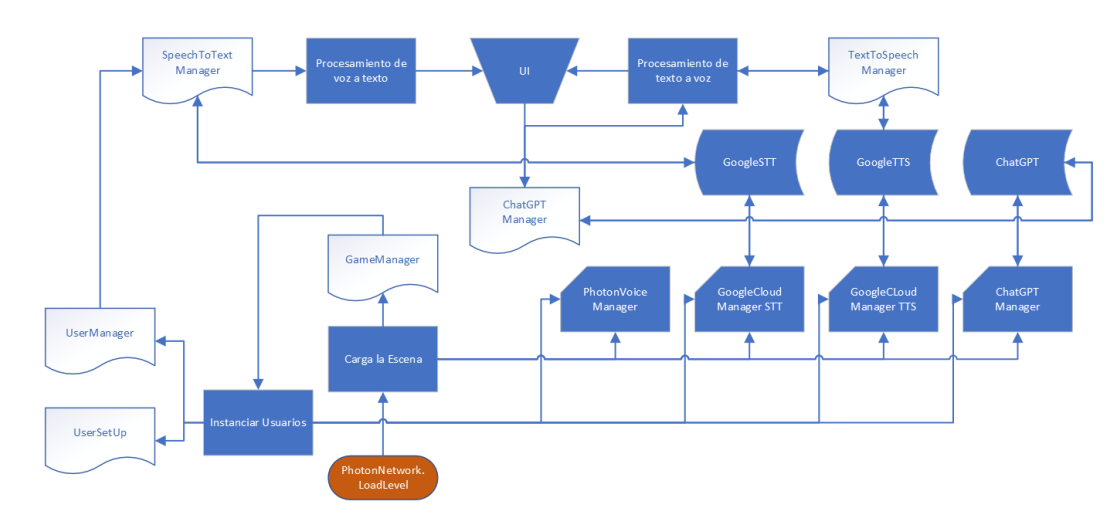 SpeechToText
Manager
Procesamiento de
voz a texto
UI
Procesamiento de
texto a voz
TextToSpeech
Manager
GoogleSTT
GoogleTTS
ChatGPT
ChatGPT
Manager
GameManager
PhotonVoice
Manager
GoogleCloud
Manager STT
GoogleCLoud
Manager TTS
ChatGPT
Manager
UserManager
Carga la Escena
Instanciar Usuarios
UserSetUp
PhotonNetwork.
LoadLevel